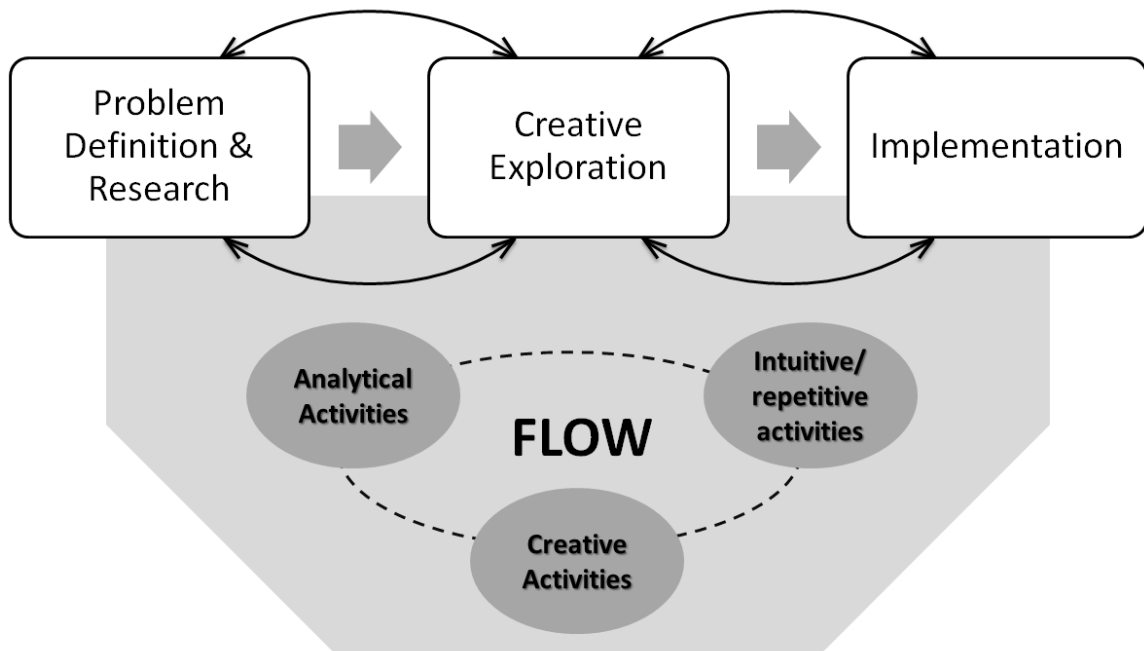 Problem
Definition &
Research
Creative
Exploration
Implementation
Analytical
Activities
Intuitive/
repetitive
activities
FLOW
Creative
Activities